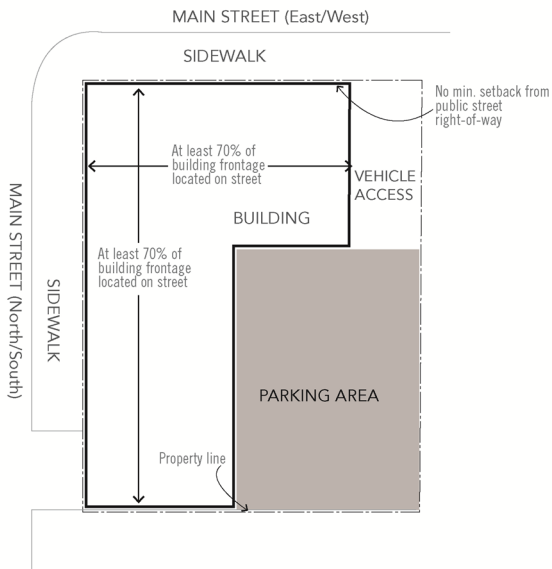 MAIN STREET (East/West)
SIDEWALK
No min. setback from
public street
right-of-way
At least 70% of
building frontage
located on street
VEHICLE
ACCESS
BUILDING
At least 70% of
building frontage
located on street
MAIN STREET (North/South)
SIDEWALK
PARKING AREA
Property line